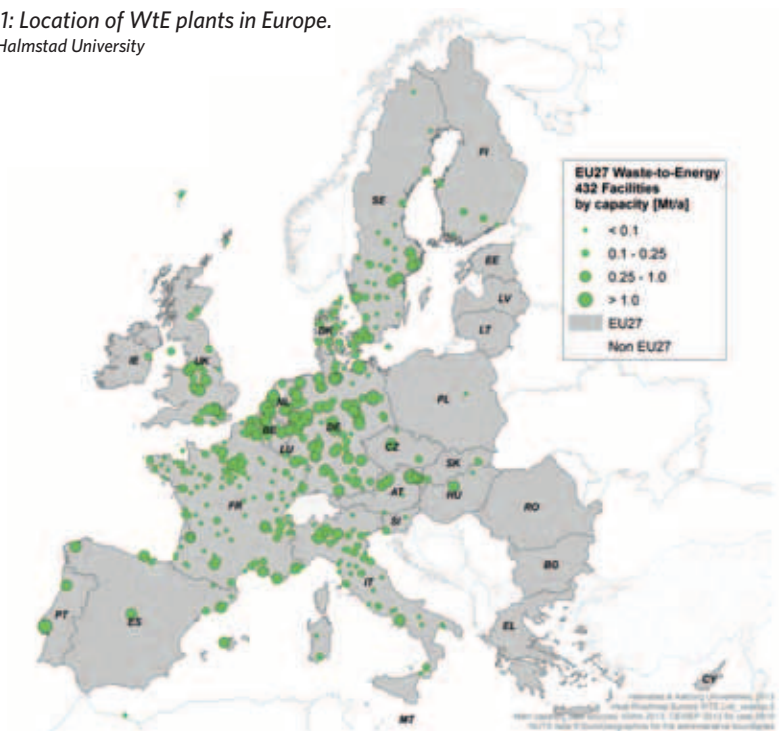 1: Location of WtE plants in Europe.
Halmstad University
EU27 Waste-to-Energy
432 Facilities
by capacity [Mt/a]
< 0.1
0.1 - 0.25
0.25 - 1.0
> 1.0
EU27
Non EU27
FI
SE
EE
LV
LT
DK
IE
UK
NL
PL
BE
DE
LU
CZ
SK
AT
HU
FR
SI
RO
BG
IT
PT
ES
EL
CY
MT